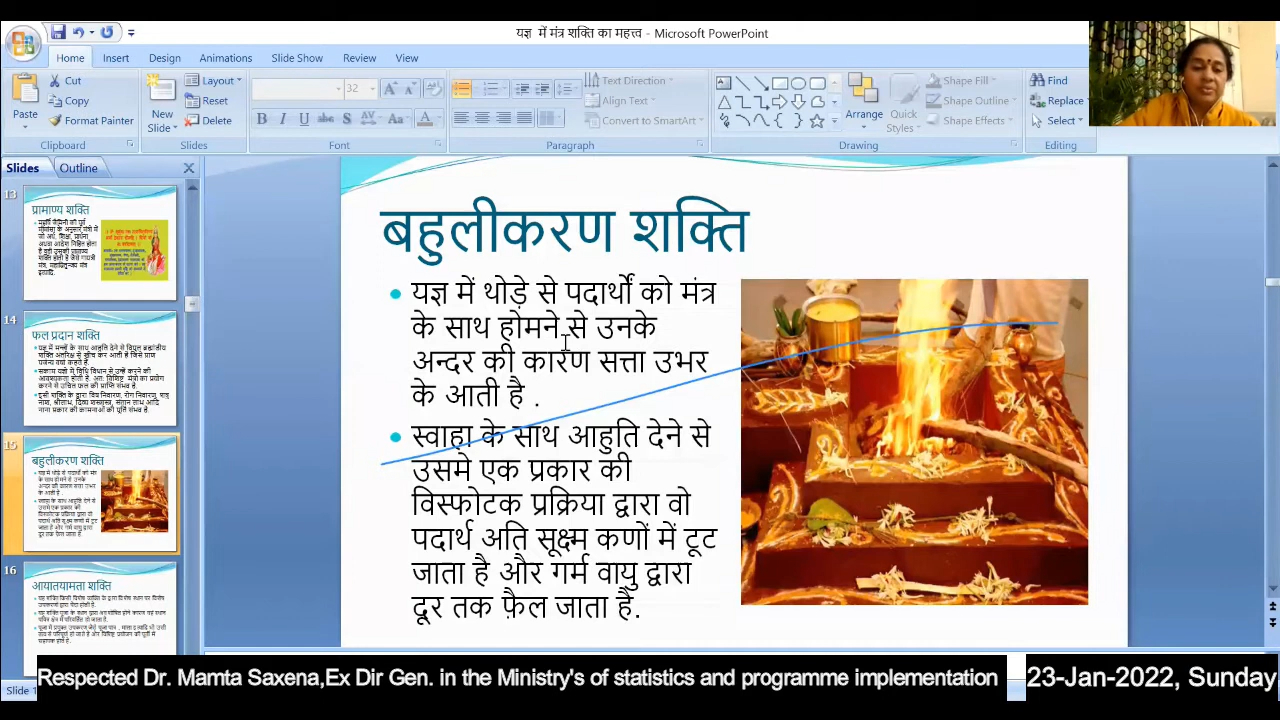 यज्ञ में मंत्र शक्ति का महत्त्व - Microsoft PowerPoint
Home Insert Design Animations Slide Show Review View
Paste
Cut
Copy
Format Painter
Clipboard
New Slide
Layout
Reset
Delete
Slides
32
Font
Paragraph
Text Direction
Align Text
Convert to SmartArt
Arrange
Quick Styles
Shape Fill
Shape Outline
Shape Effects
Drawing
Find
Replace
Select
Editing
Slides Outline
13
प्रामाण्य शक्ति
14
फल प्रदान शक्ति
15
बहुलीकरण शक्ति
16
आयातयामता शक्ति
बहुलीकरण शक्ति
यज्ञ में थोड़े से पदार्थों को मंत्र
के साथ होमने से उनके
अन्दर की कारण सत्ता उभर
के आती है .
स्वाहा के साथ आहुति देने से
उसमे एक प्रकार की
विस्फोटक प्रक्रिया द्वारा वो
पदार्थ अति सूक्ष्म कणों में टूट
जाता है और गर्म वायु द्वारा
दूर तक फ़ैल जाता है.
Slide 1
Respected Dr. Mamta Saxena,Ex Dir Gen. in the Ministry's of statistics and programme implementation
23-Jan-2022, Sunday